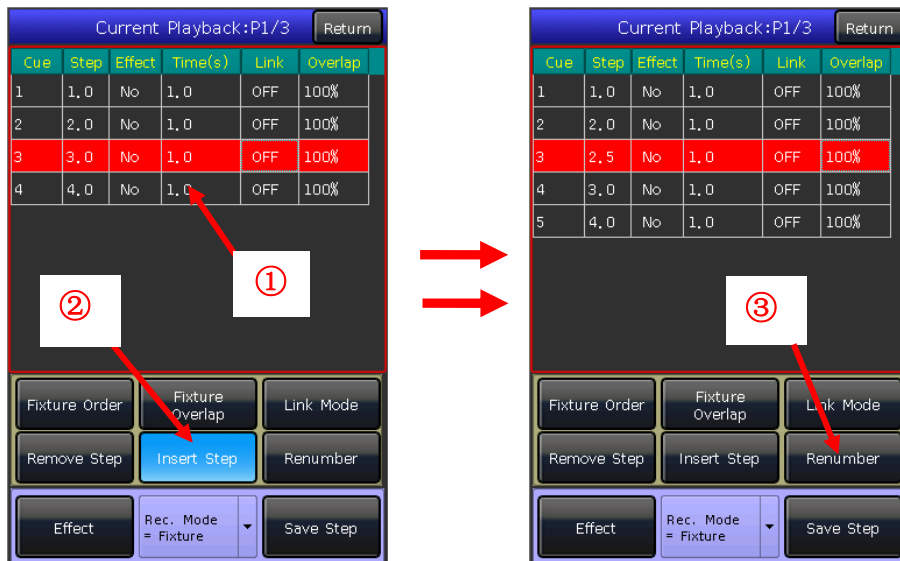 Current Playback:P1/3 Return
Cue Step Effect Time(s) Link Overlap
1 1.0 No 1.0 OFF 100%
2 2.0 No 1.0 OFF 100%
3 3.0 No 1.0 OFF 100%
4 4.0 No 1.0 OFF 100%
①
②
Fixture Order Fixture Overlap Link Mode
Remove Step Insert Step Renumber
Effect Rec. Mode = Fixture Save Step
Current Playback:P1/3 Return
Cue Step Effect Time(s) Link Overlap
1 1.0 No 1.0 OFF 100%
2 2.0 No 1.0 OFF 100%
3 2.5 No 1.0 OFF 100%
4 3.0 No 1.0 OFF 100%
5 4.0 No 1.0 OFF 100%
③
Fixture Order Fixture Overlap Link Mode
Remove Step Insert Step Renumber
Effect Rec. Mode = Fixture Save Step